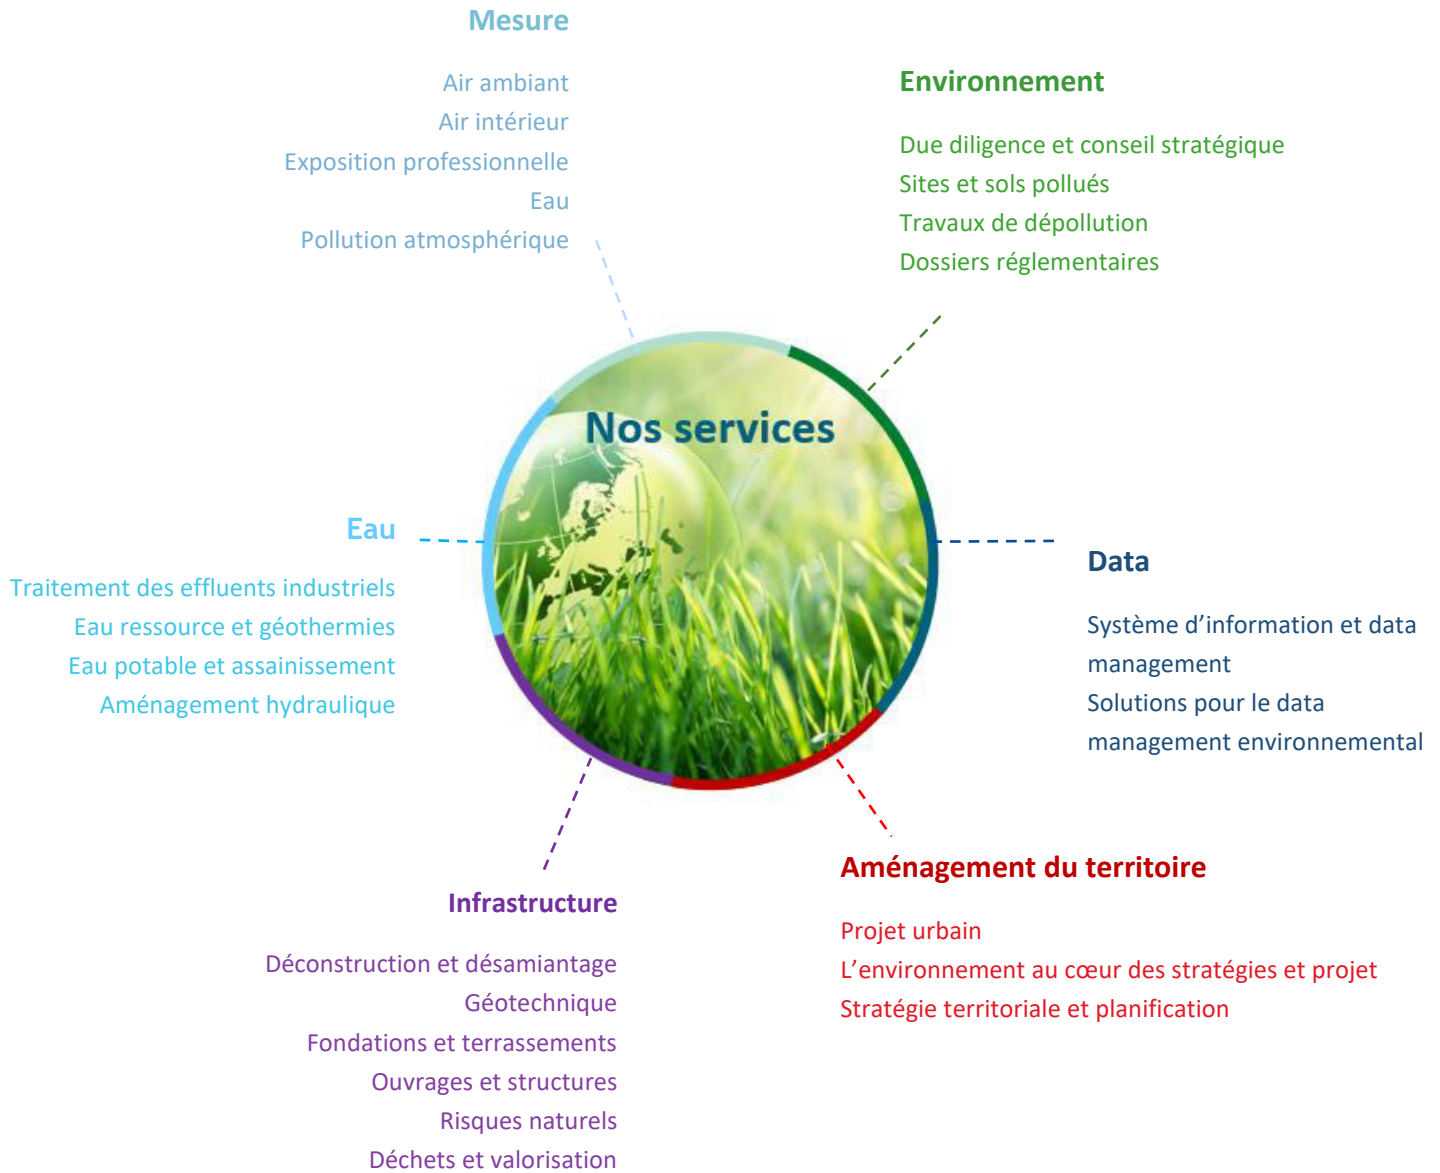 Mesure
Air ambiant
Air intérieur
Exposition professionnelle
Eau
Pollution atmosphérique
Environnement
Due diligence et conseil stratégique
Sites et sols pollués
Travaux de dépollution
Dossiers réglementaires
Nos services
Eau
Traitement des effluents industriels
Eau ressource et géothermies
Eau potable et assainissement
Aménagement hydraulique
Data
Système d’information et data
management
Solutions pour le data
management environnemental
Infrastructure
Déconstruction et désamiantage
Géotechnique
Fondations et terrassements
Ouvrages et structures
Risques naturels
Déchets et valorisation
Aménagement du territoire
Projet urbain
L’environnement au cœur des stratégies et projet
Stratégie territoriale et planification